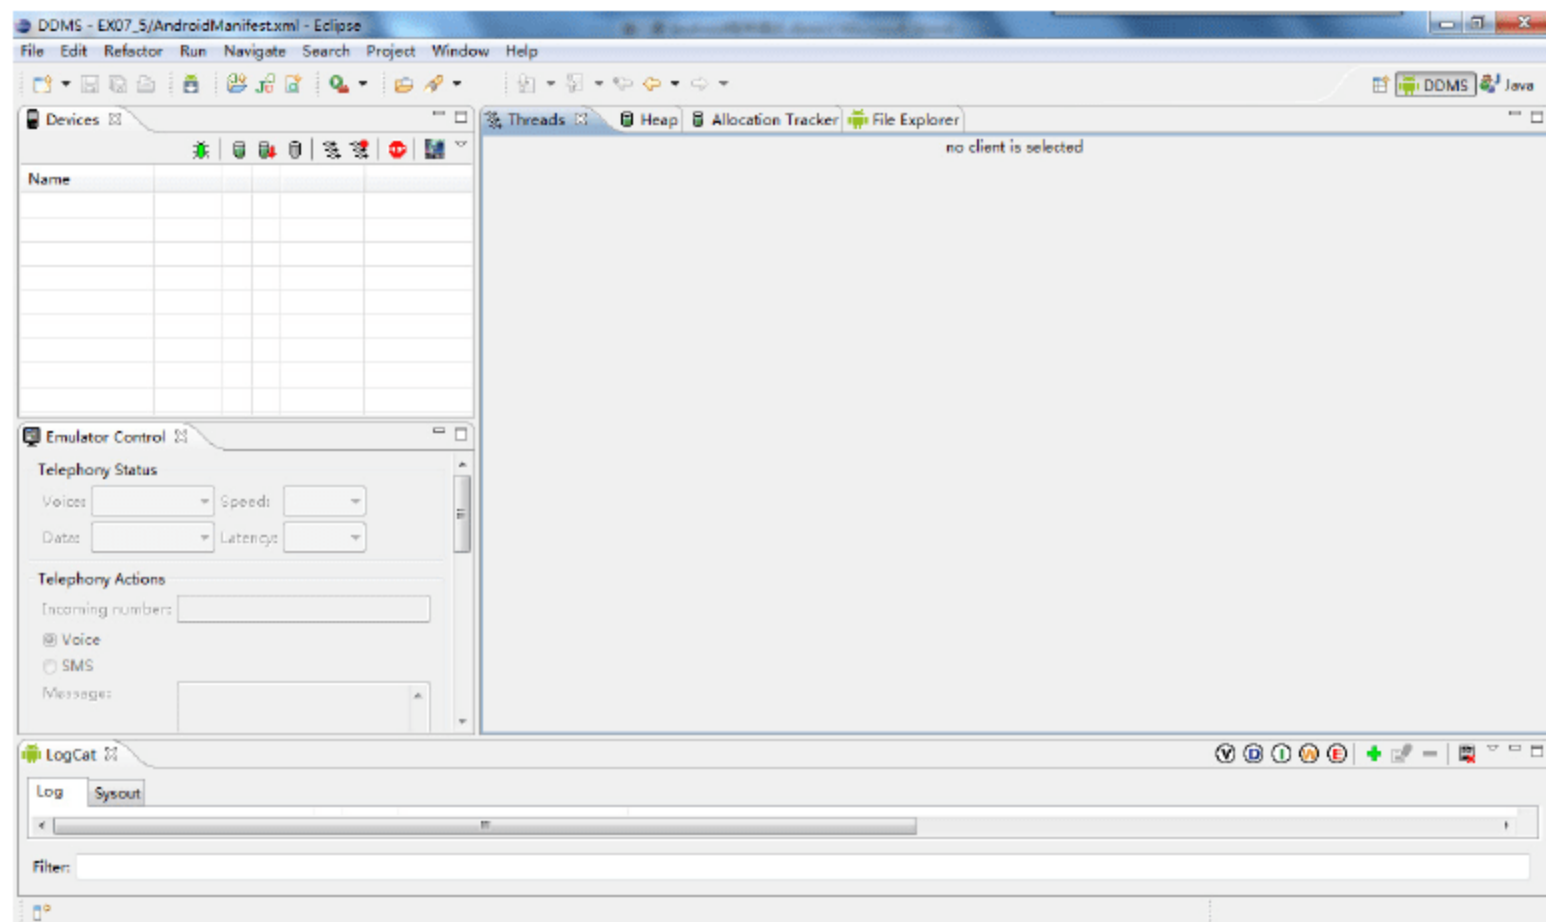 DDMS - EX07_5/AndroidManifest.xml - Eclipse
File Edit Refactor Run Navigate Search Project Window Help
DDMS Java
Devices
Threads Heap Allocation Tracker File Explorer
no client is selected
Name
Emulator Control
Telephony Status
Voice: Speed:
Data: Latency:
Telephony Actions
Incoming number:
Voice
SMS
Message:
LogCat
V D I W E
Log Sysout
Filter: